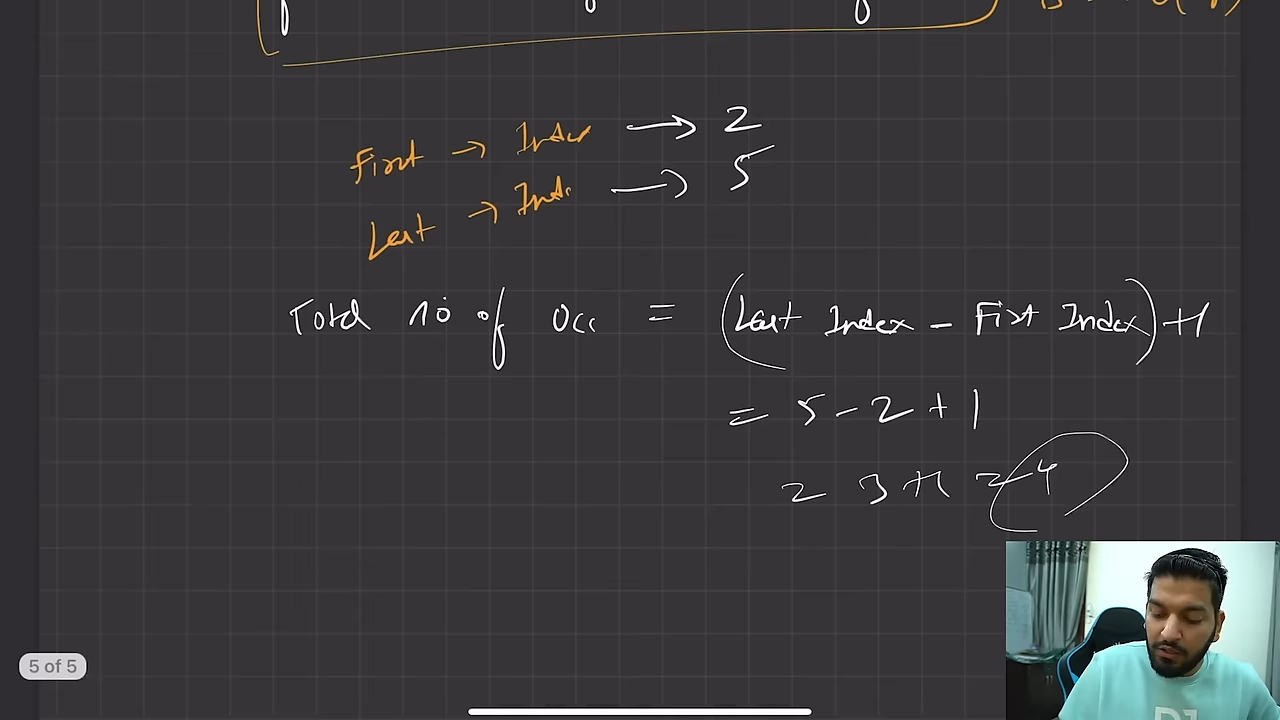 First → Index → 2
Last → Inde → 5
Total no of Occ = (Last Index - First Index) + 1
= 5 - 2 + 1
= 3 + 1 = 4
5 of 5